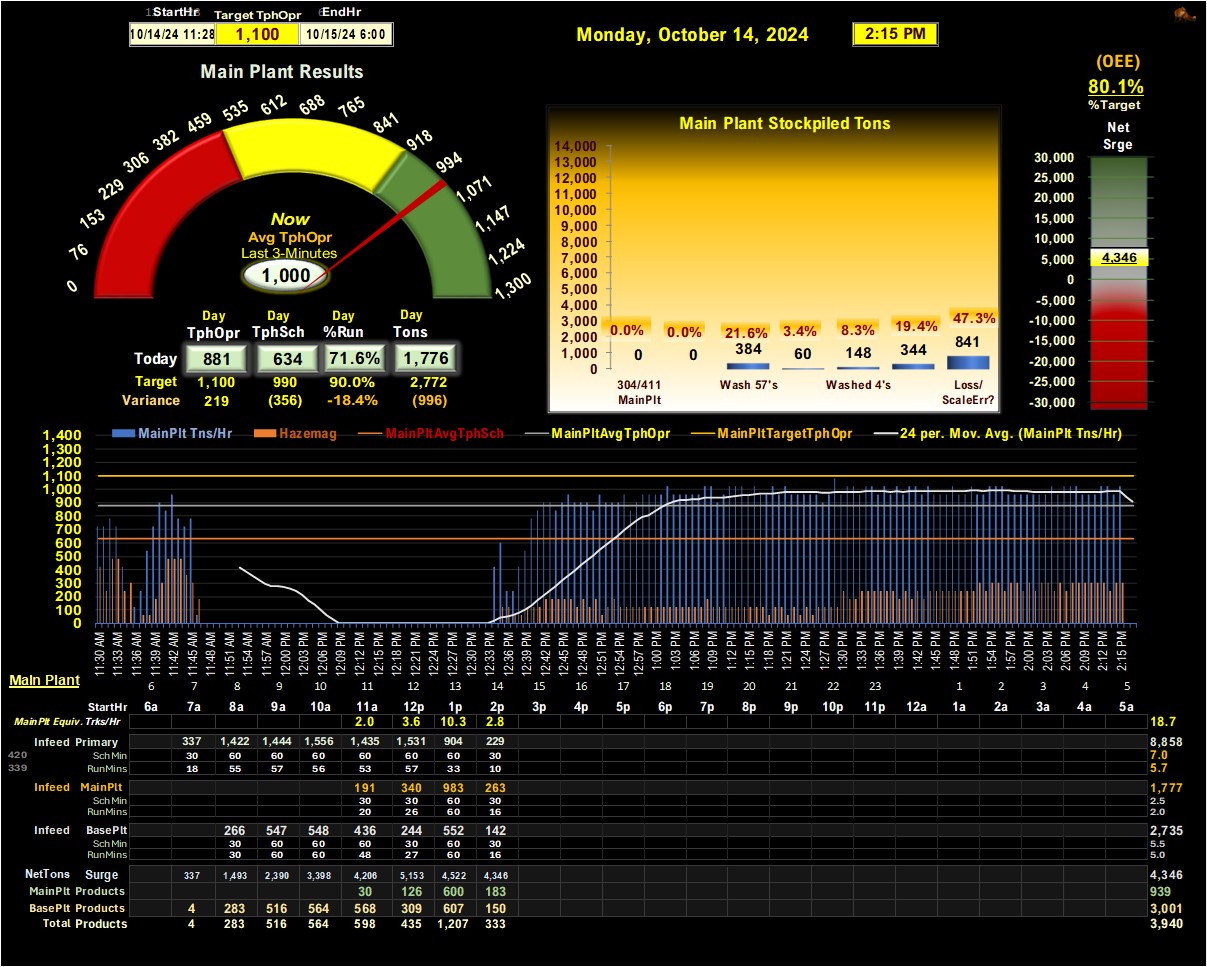 StartHr Target TphOpr EndHr
10/14/24 11:28 1,100 10/15/24 6:00
Monday, October 14, 2024
2:15 PM
(OEE)
80.1%
%Target
Net
Srge
30,000
25,000
20,000
15,000
10,000
5,000
0
-5,000
-10,000
-15,000
-20,000
-25,000
-30,000
4,346
Main Plant Results
0
76
153
229
306
382
459
535
612
688
765
841
918
994
1,071
1,147
1,224
1,300
Now
Avg TphOpr
Last 3-Minutes
1,000
Day Day Day Day
TphOpr TphSch %Run Tons
Today 881 634 71.6% 1,776
Target 1,100 990 90.0% 2,772
Variance 219 (356) -18.4% (996)
Main Plant Stockpiled Tons
14,000
13,000
12,000
11,000
10,000
9,000
8,000
7,000
6,000
5,000
4,000
3,000
2,000
1,000
0
0.0% 0.0% 21.6% 3.4% 8.3% 19.4% 47.3%
0 0 384 60 148 344 841
304/411 Wash 57's Washed 4's Loss/
MainPlt ScaleErr?
MainPlt Tns/Hr Hazemag MainPltAvgTphSch MainPltAvgTphOpr MainPltTargetTphOpr 24 per. Mov. Avg. (MainPlt Tns/Hr)
1,400
1,300
1,200
1,100
1,000
900
800
700
600
500
400
300
200
100
0
11:30 AM 11:33 AM 11:36 AM 11:39 AM 11:42 AM 11:45 AM 11:48 AM 11:51 AM 11:54 AM 11:57 AM 12:00 PM 12:03 PM 12:06 PM 12:09 PM 12:12 PM 12:15 PM 12:18 PM 12:21 PM 12:24 PM 12:27 PM 12:30 PM 12:33 PM 12:36 PM 12:39 PM 12:42 PM 12:45 PM 12:48 PM 12:51 PM 12:54 PM 12:57 PM 1:00 PM 1:03 PM 1:06 PM 1:09 PM 1:12 PM 1:15 PM 1:18 PM 1:21 PM 1:24 PM 1:27 PM 1:30 PM 1:33 PM 1:36 PM 1:39 PM 1:42 PM 1:45 PM 1:48 PM 1:51 PM 1:54 PM 1:57 PM 2:00 PM 2:03 PM 2:06 PM 2:09 PM 2:12 PM 2:15 PM
Main Plant 6 7 8 9 10 11 12 13 14 15 16 17 18 19 20 21 22 23 1 2 3 4 5
StartHr 6a 7a 8a 9a 10a 11a 12p 1p 2p 3p 4p 5p 6p 7p 8p 9p 10p 11p 12a 1a 2a 3a 4a 5a
MainPlt Equiv. Trks/Hr 2.0 3.6 10.3 2.8 18.7
Infeed Primary 337 1,422 1,444 1,556 1,435 1,531 904 229 8,858
420 SchMin 30 60 60 60 60 60 60 30 7.0
339 RunMins 18 55 57 56 53 57 33 10 5.7
Infeed MainPlt 191 340 983 263 1,777
SchMin 30 30 60 30 2.5
RunMins 20 26 60 16 2.0
Infeed BasePlt 266 547 548 436 244 552 142 2,735
SchMin 30 60 60 60 30 60 30 5.5
RunMins 30 60 60 48 27 60 16 5.0
NetTons Surge 337 1,493 2,390 3,398 4,206 5,153 4,522 4,346 4,346
MainPlt Products 30 126 600 183 939
BasePlt Products 4 283 516 564 568 309 607 150 3,001
Total Products 4 283 516 564 598 435 1,207 333 3,940